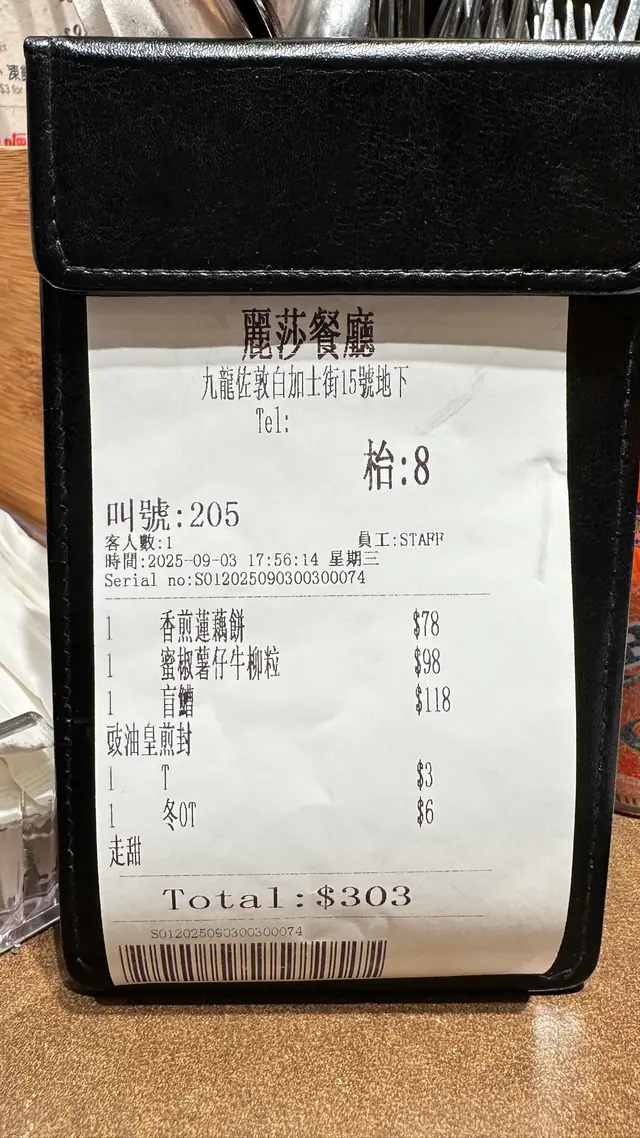 麗莎餐廳
九龍佐敦白加士街15號地下
Tel:
枱:8
叫號:205
客人數:1 員工:STAFF
時間:2025-09-03 17:56:14 星期三
Serial no:S012025090300300074
1 香煎蓮藕餅 $78
1 蜜椒薯仔牛柳粒 $98
1 盲鰽 $118
豉油皇煎封
1 T $3
1 冬OT $6
走甜
Total:$303
S012025090300300074